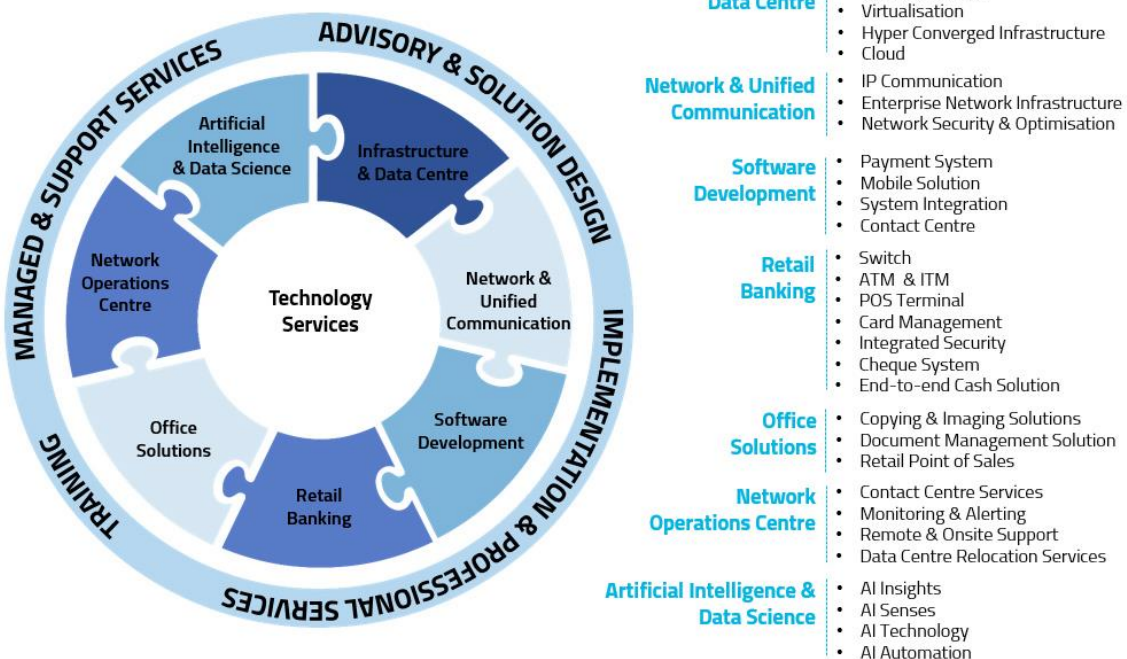 ADVISORY & SOLUTION DESIGN
IMPLEMENTATION & PROFESSIONAL SERVICES
TRAINING
MANAGED & SUPPORT SERVICES
Artificial
Intelligence
& Data Science
Infrastructure
& Data Centre
Network &
Unified
Communication
Software
Development
Retail
Banking
Office
Solutions
Network
Operations
Centre
Technology
Services
Data Centre
• Virtualisation
• Hyper Converged Infrastructure
• Cloud
Network & Unified
Communication
• IP Communication
• Enterprise Network Infrastructure
• Network Security & Optimisation
Software
Development
• Payment System
• Mobile Solution
• System Integration
• Contact Centre
Retail
Banking
• Switch
• ATM & ITM
• POS Terminal
• Card Management
• Integrated Security
• Cheque System
• End-to-end Cash Solution
Office
Solutions
• Copying & Imaging Solutions
• Document Management Solution
• Retail Point of Sales
Network
Operations Centre
• Contact Centre Services
• Monitoring & Alerting
• Remote & Onsite Support
• Data Centre Relocation Services
Artificial Intelligence &
Data Science
• AI Insights
• AI Senses
• AI Technology
• AI Automation